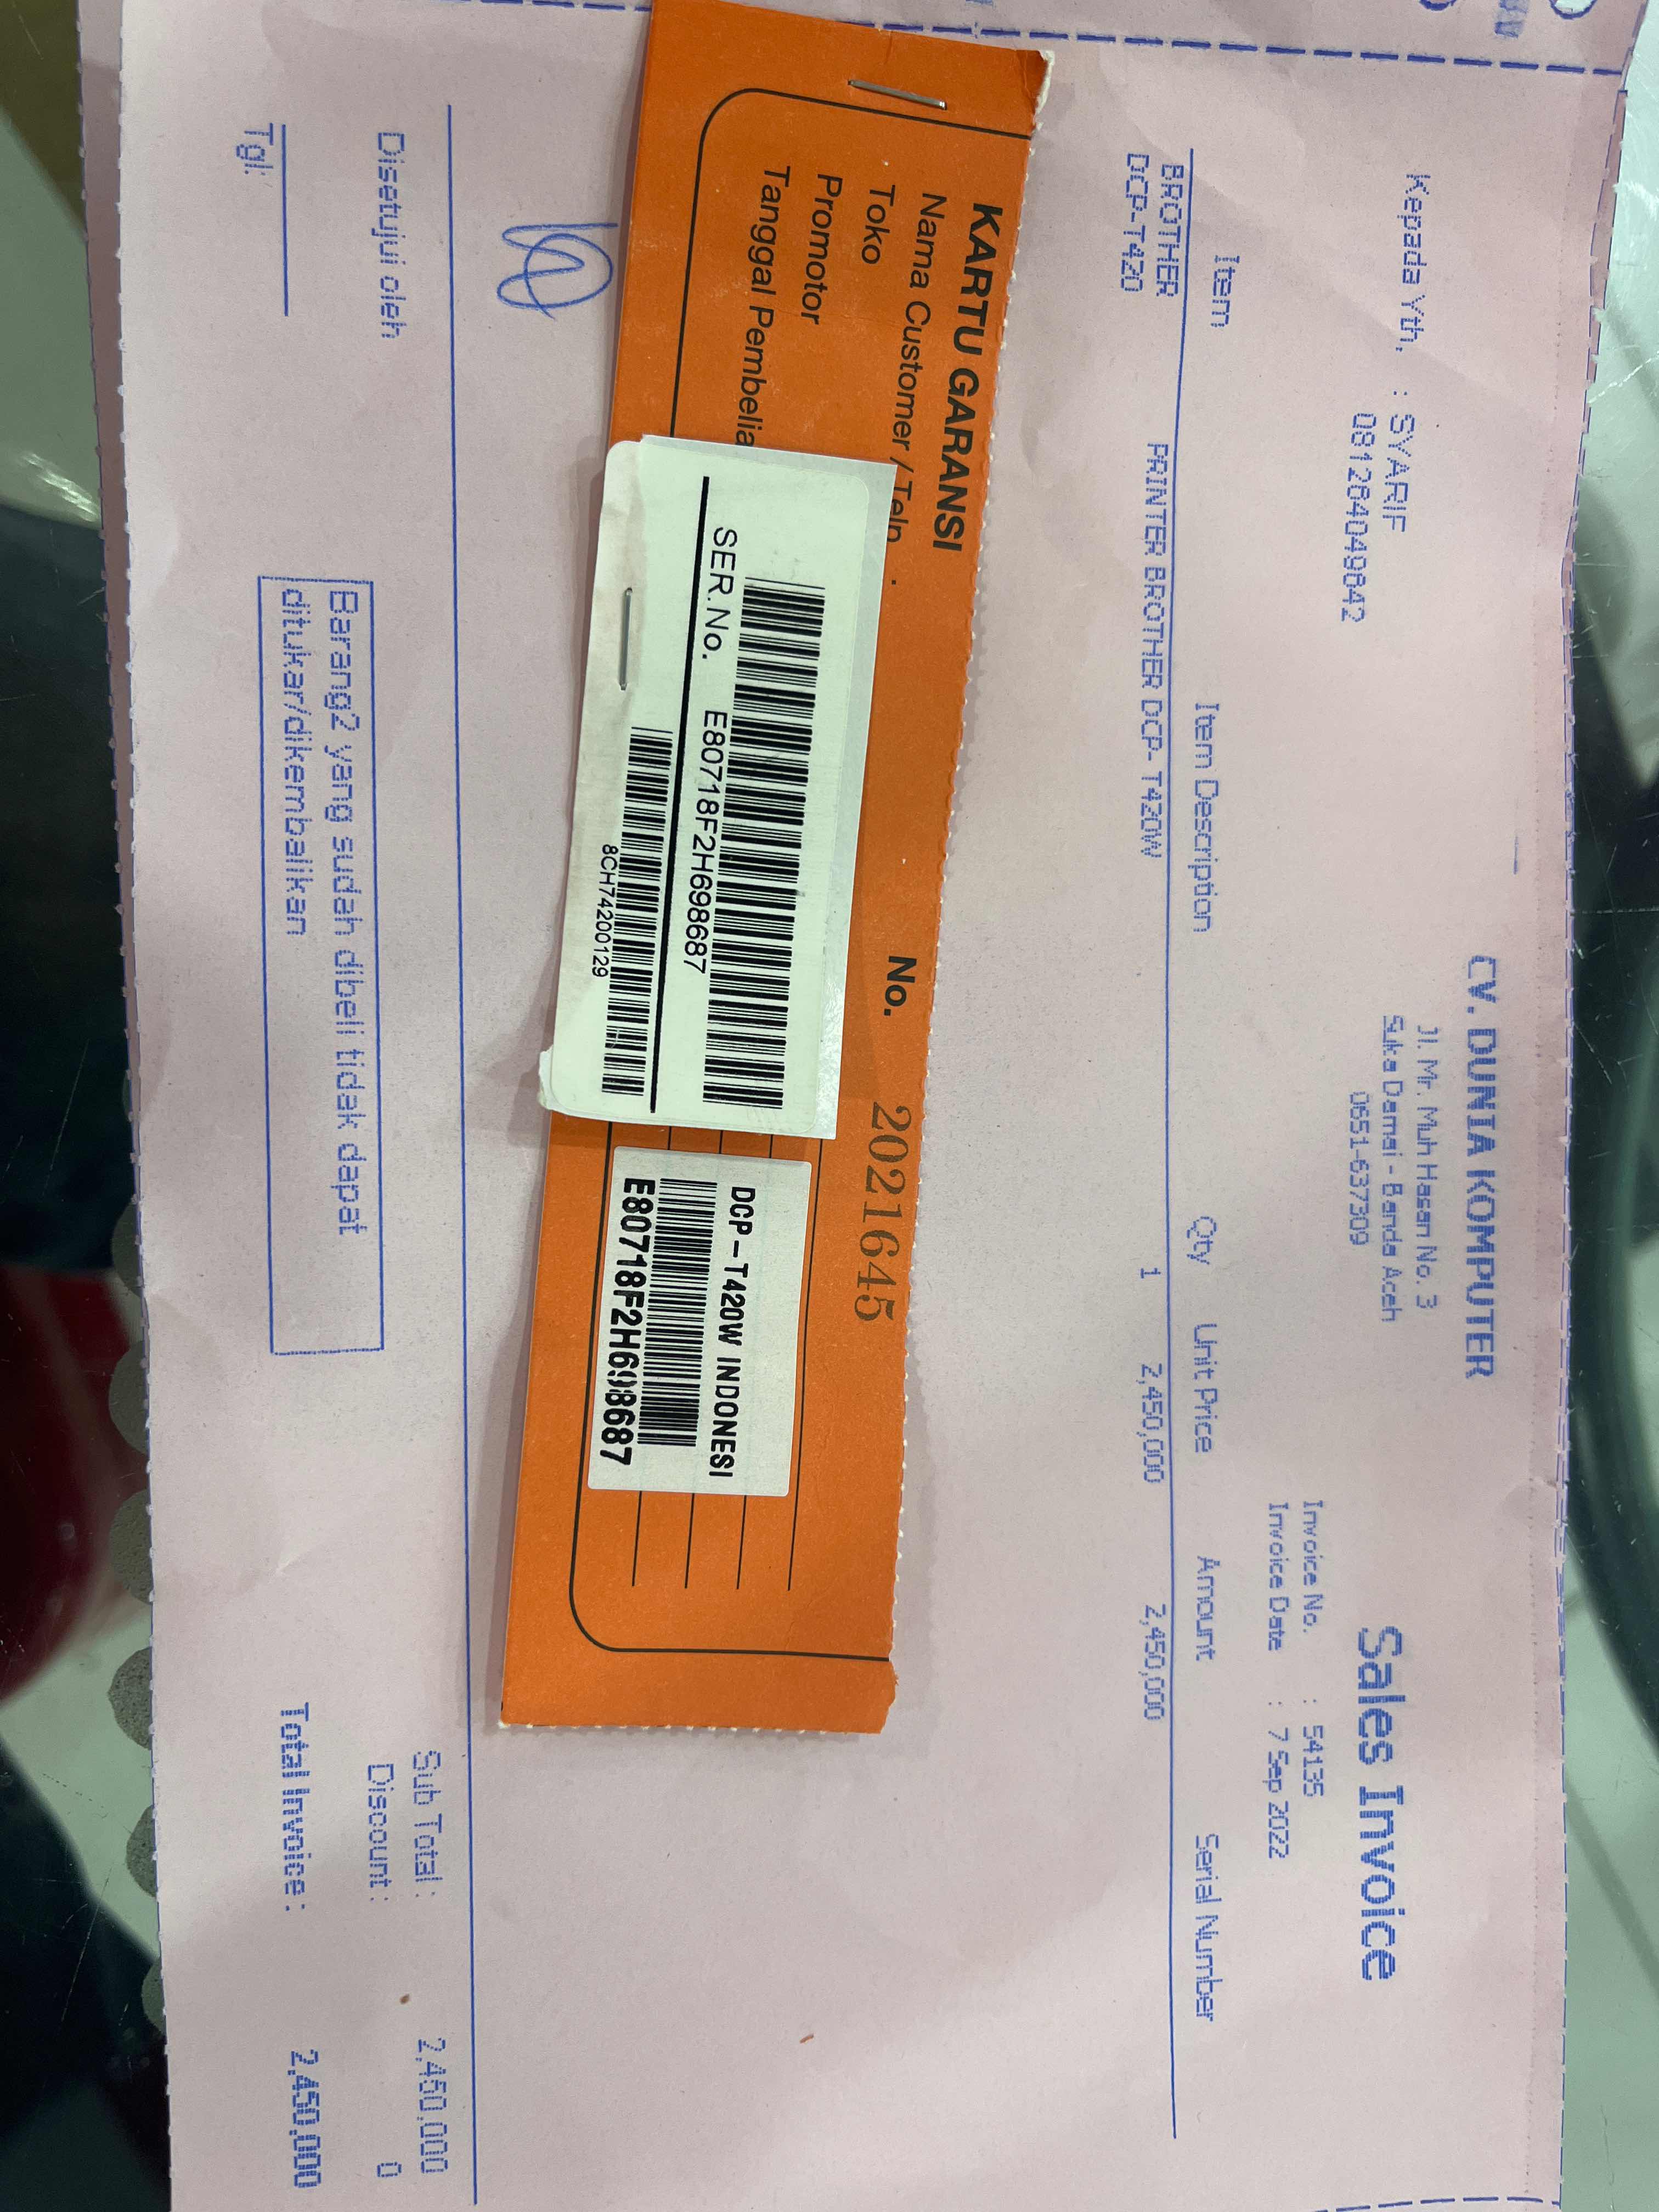 CV. DUNIA KOMPUTER
Jl. Mr. Muh Hasan No. 3
Suka Damai - Banda Aceh
0651-637309
Sales Invoice
Kepada Yth, : SYARIF
081264049642
Invoice No. : 54135
Invoice Date : 7 Sep 2022
Item Item Description Qty Unit Price Amount Serial Number
BROTHER PRINTER BROTHER DCP- T420W 1 2,450,000 2,450,000
DCP-T420
KARTU GARANSI
No. 2021645
Nama Customer / Telp.
Toko
Promotor
Tanggal Pembelia
SER.No. E80718F2H698687
8CH74200129
DCP-T420W INDONESI
E80718F2H698687
Disetujui oleh
Tgl:
Barang2 yang sudah dibeli tidak dapat
ditukar/dikembalikan
Sub Total : 2,450,000
Discount : 0
Total Invoice : 2,450,000